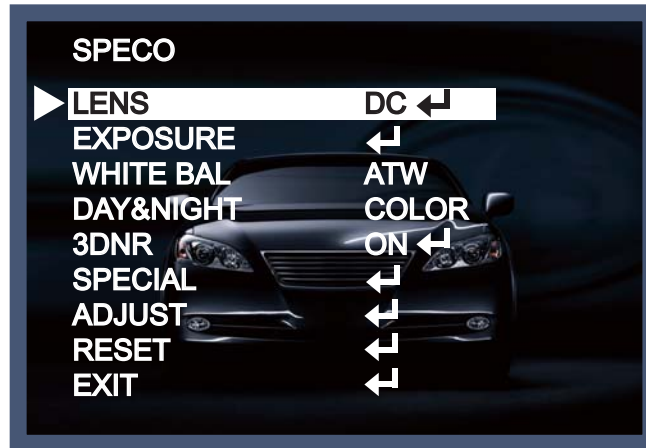 SPECO
LENS DC ↵
EXPOSURE ↵
WHITE BAL ATW
DAY&NIGHT COLOR
3DNR ON ↵
SPECIAL ↵
ADJUST ↵
RESET ↵
EXIT ↵